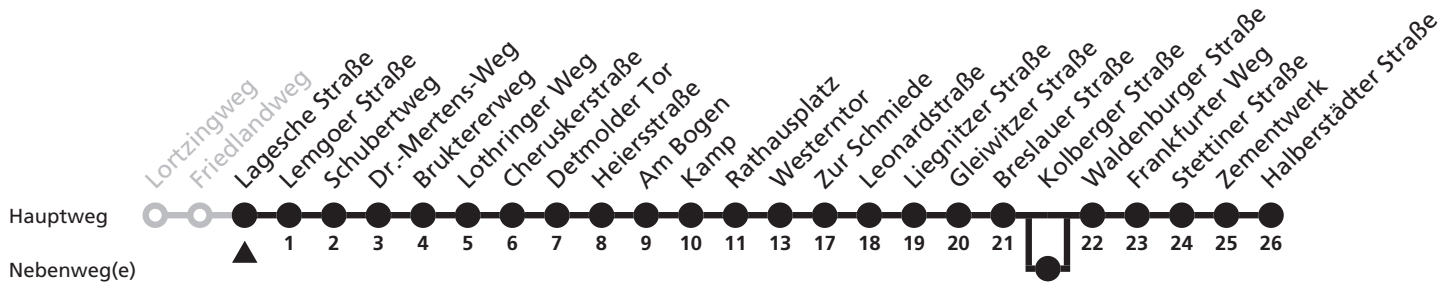 Lortzingweg
Friedlandweg
Lagesche Straße
Lemgoer Straße
Schubertweg
Dr.-Mertens-Weg
Bruktererweg
Lothringer Weg
Cheruskerstraße
Detmolder Tor
Heiersstraße
Am Bogen
Kamp
Rathausplatz
Westerntor
Zur Schmiede
Leonardstraße
Liegnitzer Straße
Gleiwitzer Straße
Breslauer Straße
Kolberger Straße
Waldenburger Straße
Frankfurter Weg
Stettiner Straße
Zementwerk
Halberstädter Straße
Hauptweg
1 2 3 4 5 6 7 8 9 10 11 13 17 18 19 20 21 22 23 24 25 26
Nebenweg(e)